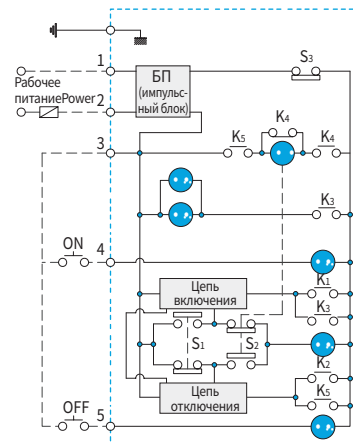 1
S3
БП
(импульс-
ный блок)
Рабочее
питаниеPower
2
K4
3
K5
K4
K3
ON
4
Цепь
включения
K1
K3
S1
S2
K2
Цепь
отключения
K5
OFF
5